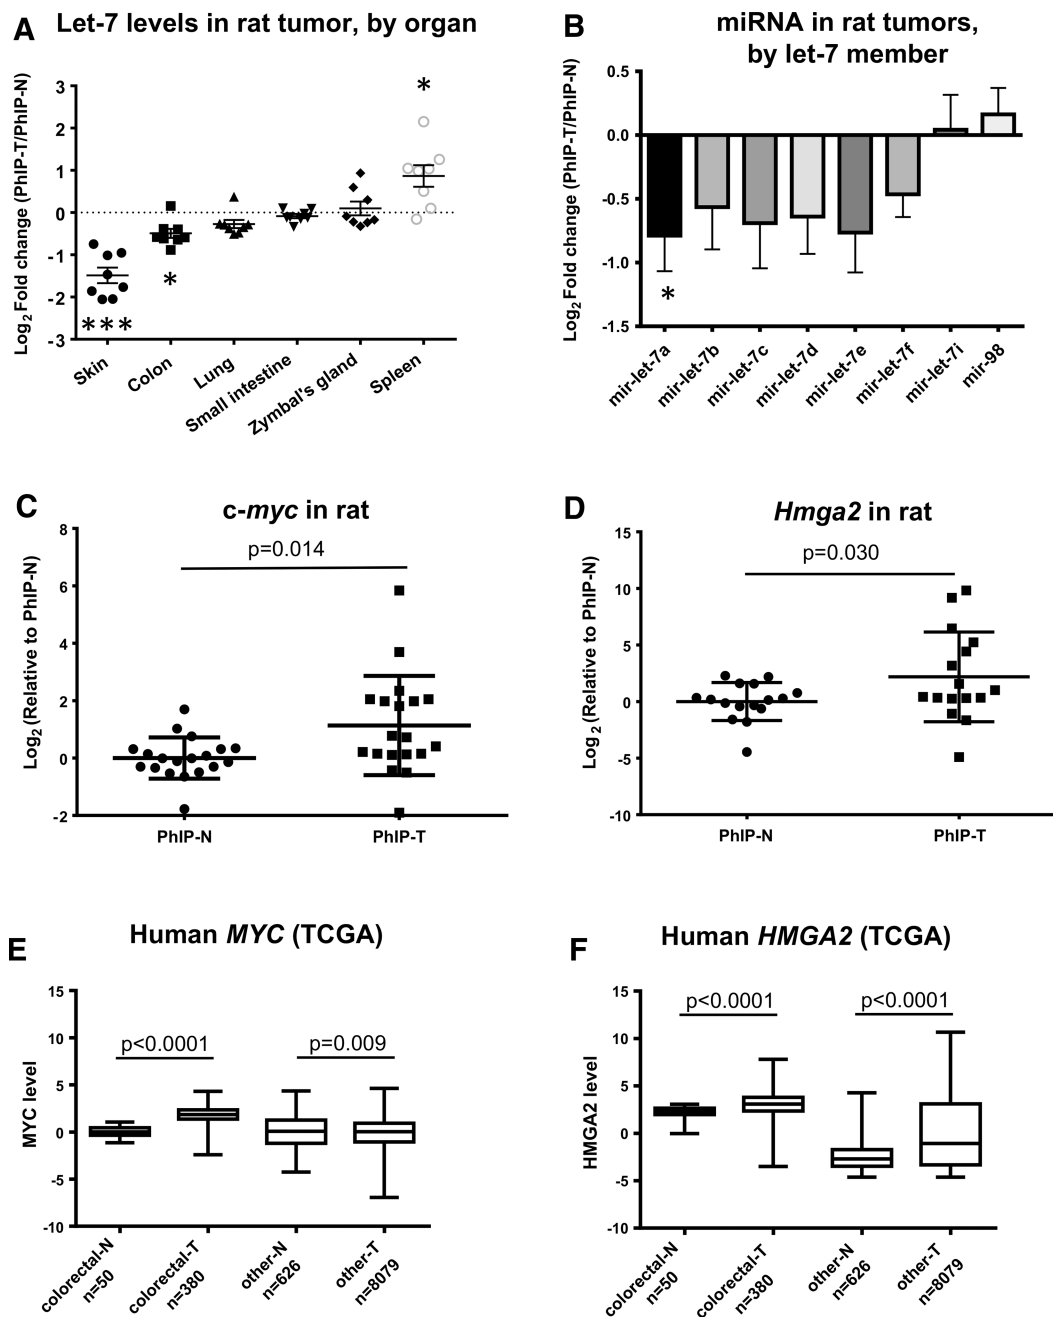 A
Let-7 levels in rat tumor, by organ
Log2 Fold change (PhIP-T/PhIP-N)
3
2
1
0
-1
-2
-3
*
*
***
Skin
Colon
Lung
Small intestine
Zymbal's gland
Spleen
B
miRNA in rat tumors,
by let-7 member
Log2 Fold change (PhIP-T/PhIP-N)
0.5
0.0
-0.5
-1.0
-1.5
*
mir-let-7a
mir-let-7b
mir-let-7c
mir-let-7d
mir-let-7e
mir-let-7f
mir-let-7i
mir-98
C
c-myc in rat
p=0.014
Log2 (Relative to PhIP-N)
8
6
4
2
0
-2
PhIP-N
PhIP-T
D
Hmga2 in rat
p=0.030
Log2 (Relative to PhIP-N)
15
10
5
0
-5
-10
PhIP-N
PhIP-T
E
Human MYC (TCGA)
MYC level
15
10
5
0
-5
-10
p<0.0001
p=0.009
colorectal-N
n=50
colorectal-T
n=380
other-N
n=626
other-T
n=8079
F
Human HMGA2 (TCGA)
HMGA2 level
15
10
5
0
-5
-10
p<0.0001
p<0.0001
colorectal-N
n=50
colorectal-T
n=380
other-N
n=626
other-T
n=8079